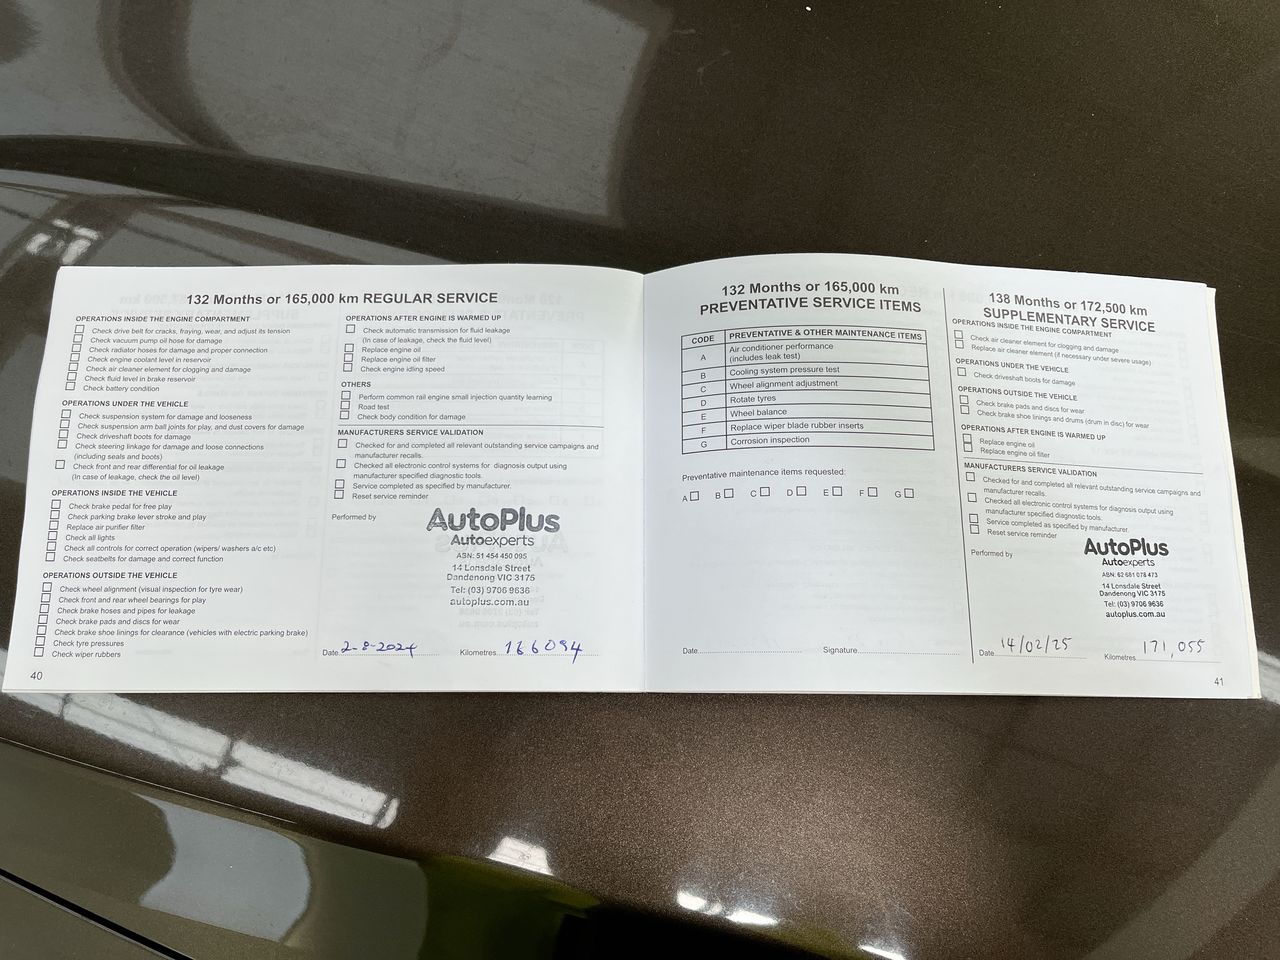 132 Months or 165,000 km REGULAR SERVICE
OPERATIONS INSIDE THE ENGINE COMPARTMENT
Check drive belt for cracks, fraying, wear, and adjust its tension
Check vacuum pump oil hose for damage
Check radiator hoses for damage and proper connection
Check engine coolant level in reservoir
Check air cleaner element for clogging and damage
Check fluid level in brake reservoir
Check battery condition
OPERATIONS UNDER THE VEHICLE
Check suspension system for damage and looseness
Check suspension arm ball joints for play, and dust covers for damage
Check driveshaft boots for damage
Check steering linkage for damage and loose connections
(including seals and boots)
Check front and rear differential for oil leakage
(In case of leakage, check the oil level)
OPERATIONS INSIDE THE VEHICLE
Check brake pedal for free play
Check parking brake lever stroke and play
Replace air purifier filter
Check all lights
Check all controls for correct operation (wipers/ washers a/c etc)
Check seatbelts for damage and correct function
OPERATIONS OUTSIDE THE VEHICLE
Check wheel alignment (visual inspection for tyre wear)
Check front and rear wheel bearings for play
Check brake hoses and pipes for leakage
Check brake pads and discs for wear
Check brake shoe linings for clearance (vehicles with electric parking brake)
Check tyre pressures
Check wiper rubbers
40
OPERATIONS AFTER ENGINE IS WARMED UP
Check automatic transmission for fluid leakage
(In case of leakage, check the fluid level)
Replace engine oil
Replace engine oil filter
Check engine idling speed
OTHERS
Perform common rail engine small injection quantity learning
Road test
Check body condition for damage
MANUFACTURERS SERVICE VALIDATION
Checked for and completed all relevant outstanding service campaigns and
manufacturer recalls.
Checked all electronic control systems for diagnosis output using
manufacturer specified diagnostic tools.
Service completed as specified by manufacturer.
Reset service reminder
Performed by
AutoPlus
Autoexperts
ABN: 51 454 450 095
14 Lonsdale Street
Dandenong VIC 3175
Tel: (03) 9706 9636
autoplus.com.au
Date 2-8-2024 Kilometres 166094
132 Months or 165,000 km
PREVENTATIVE SERVICE ITEMS
CODE PREVENTATIVE & OTHER MAINTENANCE ITEMS
A Air conditioner performance
(includes leak test)
B Cooling system pressure test
C Wheel alignment adjustment
D Rotate tyres
E Wheel balance
F Replace wiper blade rubber inserts
G Corrosion inspection
Preventative maintenance items requested:
A B C D E F G
Date Signature
138 Months or 172,500 km
SUPPLEMENTARY SERVICE
OPERATIONS INSIDE THE ENGINE COMPARTMENT
Check air cleaner element for clogging and damage
Replace air cleaner element (if necessary under severe usage)
OPERATIONS UNDER THE VEHICLE
Check driveshaft boots for damage
OPERATIONS OUTSIDE THE VEHICLE
Check brake pads and discs for wear
Check brake shoe linings and drums (drum in disc) for wear
OPERATIONS AFTER ENGINE IS WARMED UP
Replace engine oil
Replace engine oil filter
MANUFACTURERS SERVICE VALIDATION
Checked for and completed all relevant outstanding service campaigns and
manufacturer recalls.
Checked all electronic control systems for diagnosis output using
manufacturer specified diagnostic tools.
Service completed as specified by manufacturer.
Reset service reminder
Performed by
AutoPlus
Autoexperts
ABN: 62 681 078 473
14 Lonsdale Street
Dandenong VIC 3175
Tel: (03) 9706 9636
autoplus.com.au
Date 14/02/25 Kilometres 171,055
41